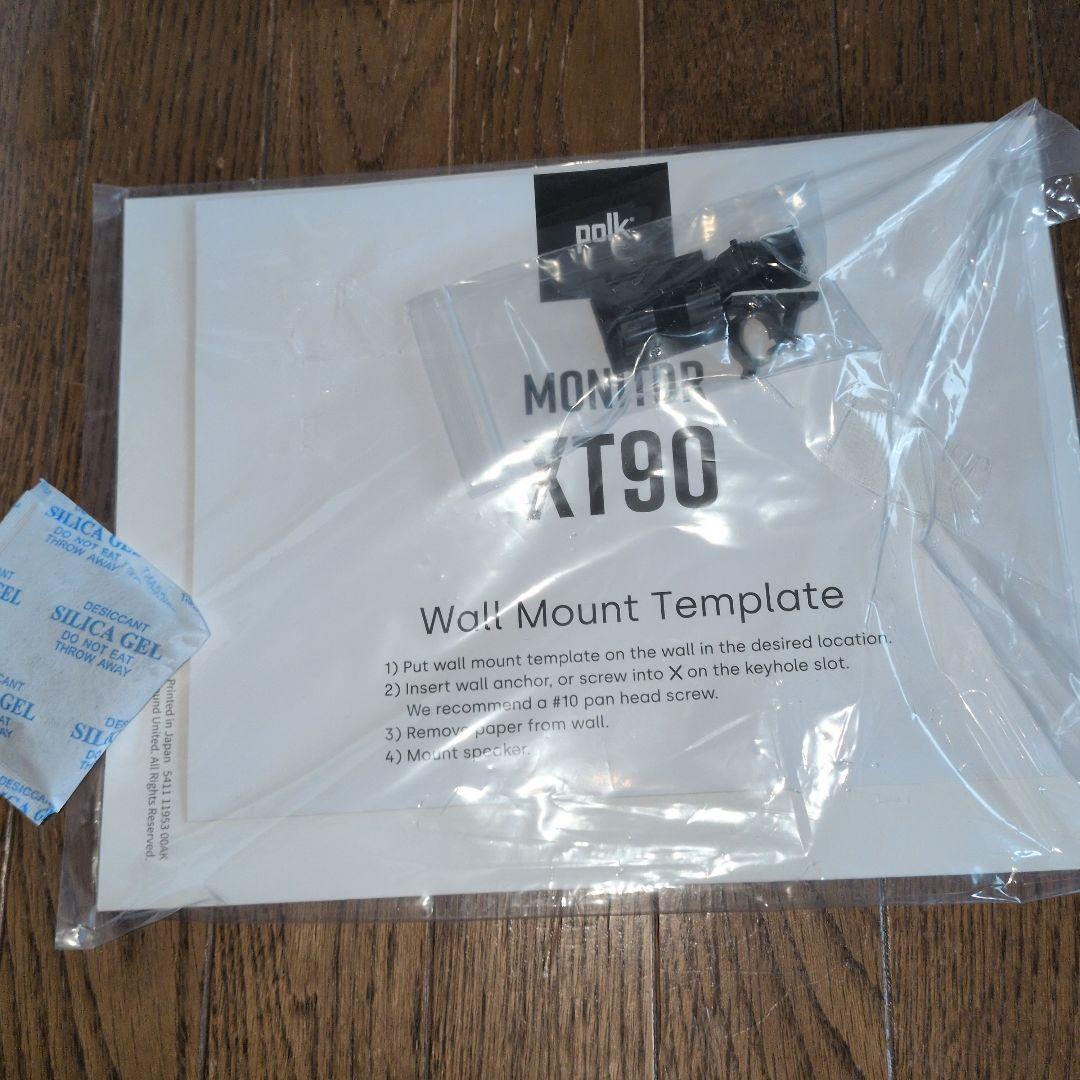 polk
MONITOR
XT90
Wall Mount Template
1) Put wall mount template on the wall in the desired location.
2) Insert wall anchor, or screw into X on the keyhole slot.
We recommend a #10 pan head screw.
3) Remove paper from wall.
4) Mount speaker.
Printed in Japan 5411 11953 00AK
ound United. All Rights Reserved.
SILICA GEL
DO NOT EAT
THROW AWAY
DESICCANT
SILICA GEL
DO NOT EAT
THROW AWAY
GEL
DESICCA